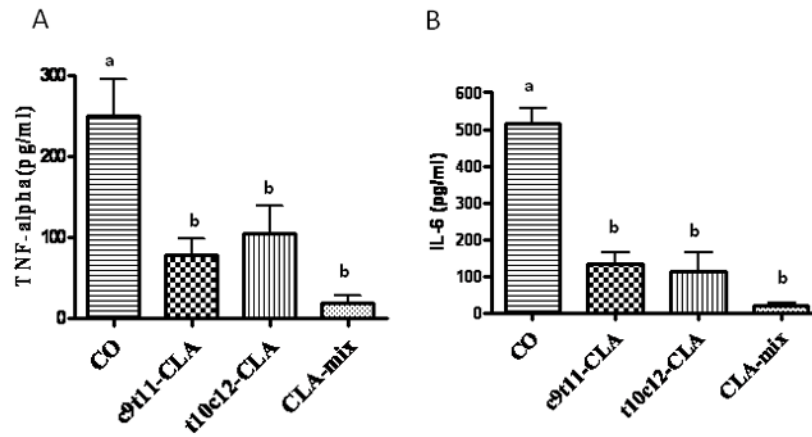 A
TNF-alpha(pg/ml)
300
200
100
0
a
b
b
b
CO
c9t11-CLA
t10c12-CLA
CLA-mix
B
IL-6 (pg/ml)
600
500
400
300
200
100
0
a
b
b
b
CO
c9t11-CLA
t10c12-CLA
CLA-mix